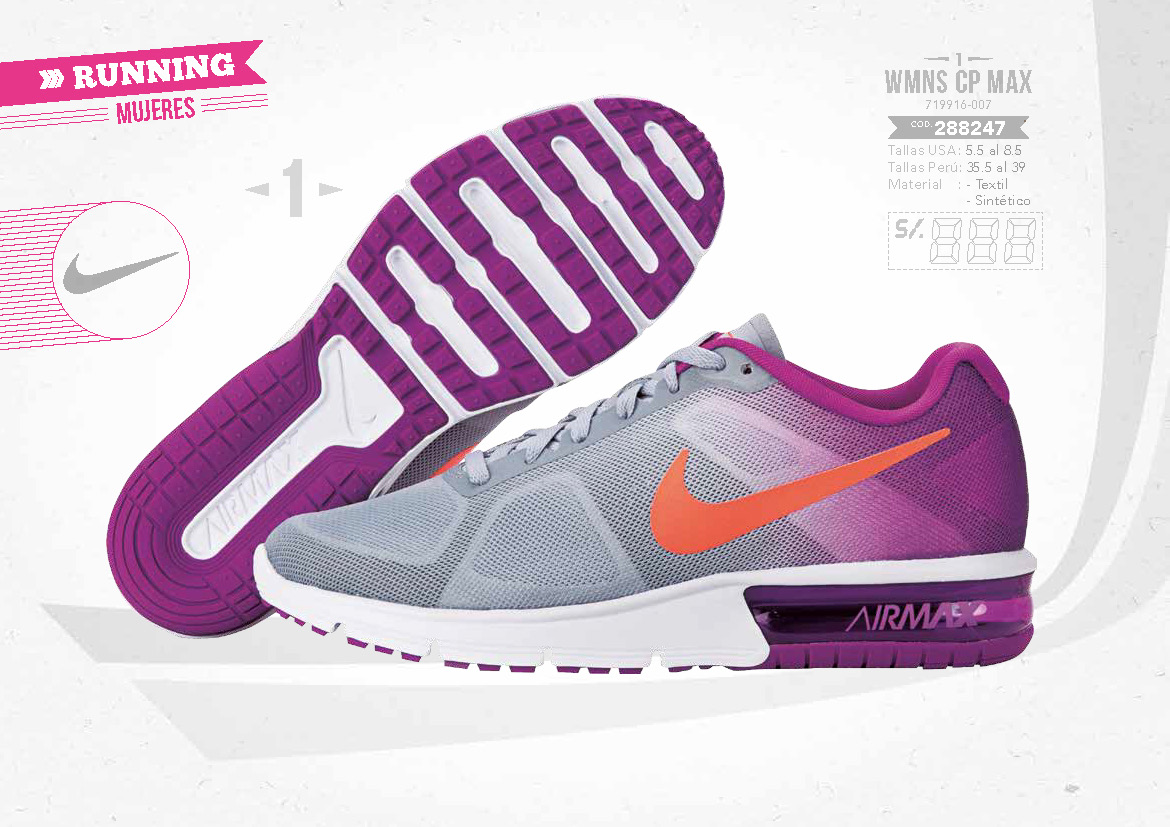 RUNNING
MUJERES
1
1
WMNS CP MAX
719916-007
COD. 288247
Tallas USA: 5.5 al 8.5
Tallas Perú: 35.5 al 39
Material : - Textil
- Sintético
S/. 888
AIRMAX
AIRMAX